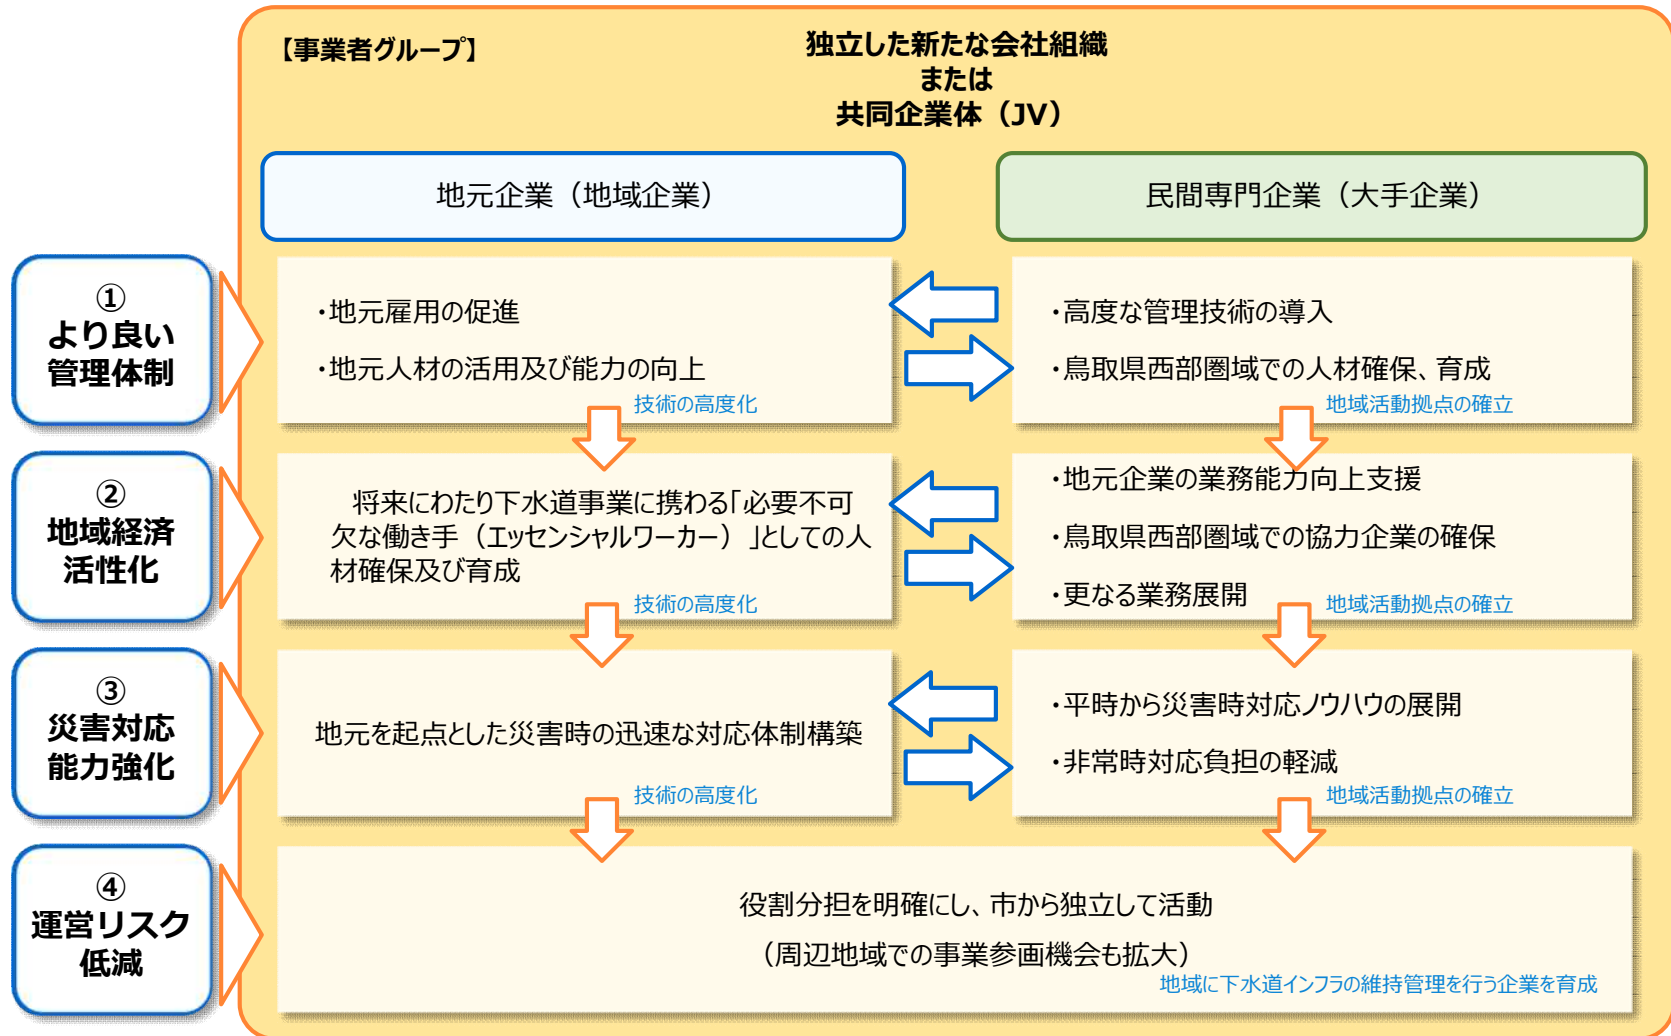 【事業者グループ】
独立した新たな会社組織
または
共同企業体（JV）
地元企業（地域企業）
民間専門企業（大手企業）
①
より良い
管理体制
・地元雇用の促進
・地元人材の活用及び能力の向上
技術の高度化
・高度な管理技術の導入
・鳥取県西部圏域での人材確保、育成
地域活動拠点の確立
②
地域経済
活性化
将来にわたり下水道事業に携わる「必要不可
欠な働き手（エッセンシャルワーカー）」としての人
材確保及び育成
技術の高度化
・地元企業の業務能力向上支援
・鳥取県西部圏域での協力企業の確保
・更なる業務展開
地域活動拠点の確立
③
災害対応
能力強化
地元を起点とした災害時の迅速な対応体制構築
技術の高度化
・平時から災害時対応ノウハウの展開
・非常時対応負担の軽減
地域活動拠点の確立
④
運営リスク
低減
役割分担を明確にし、市から独立して活動
（周辺地域での事業参画機会も拡大）
地域に下水道インフラの維持管理を行う企業を育成